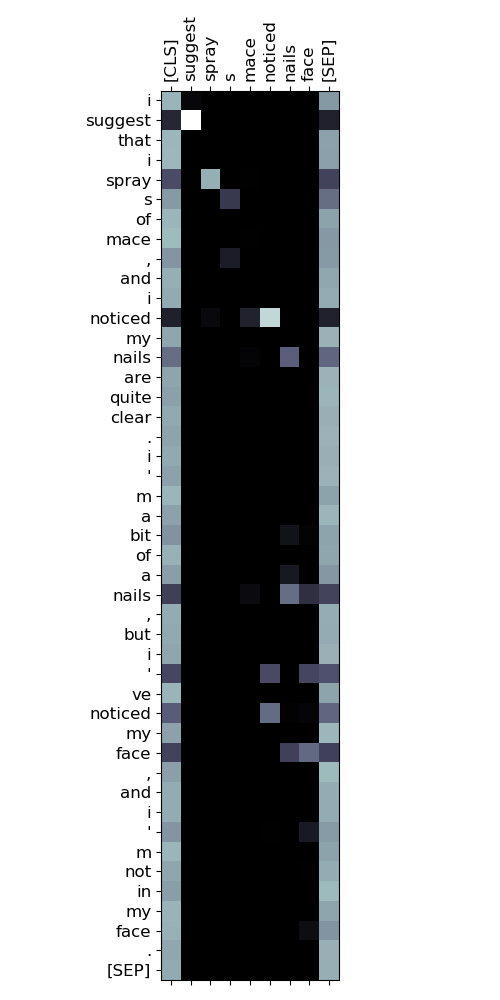 [CLS]
suggest
spray
s
mace
noticed
nails
face
[SEP]
i
suggest
that
i
spray
s
of
mace
,
and
i
noticed
my
nails
are
quite
clear
.
i
'
m
a
bit
of
a
nails
,
but
i
'
ve
noticed
my
face
,
and
i
'
m
not
in
my
face
.
[SEP]